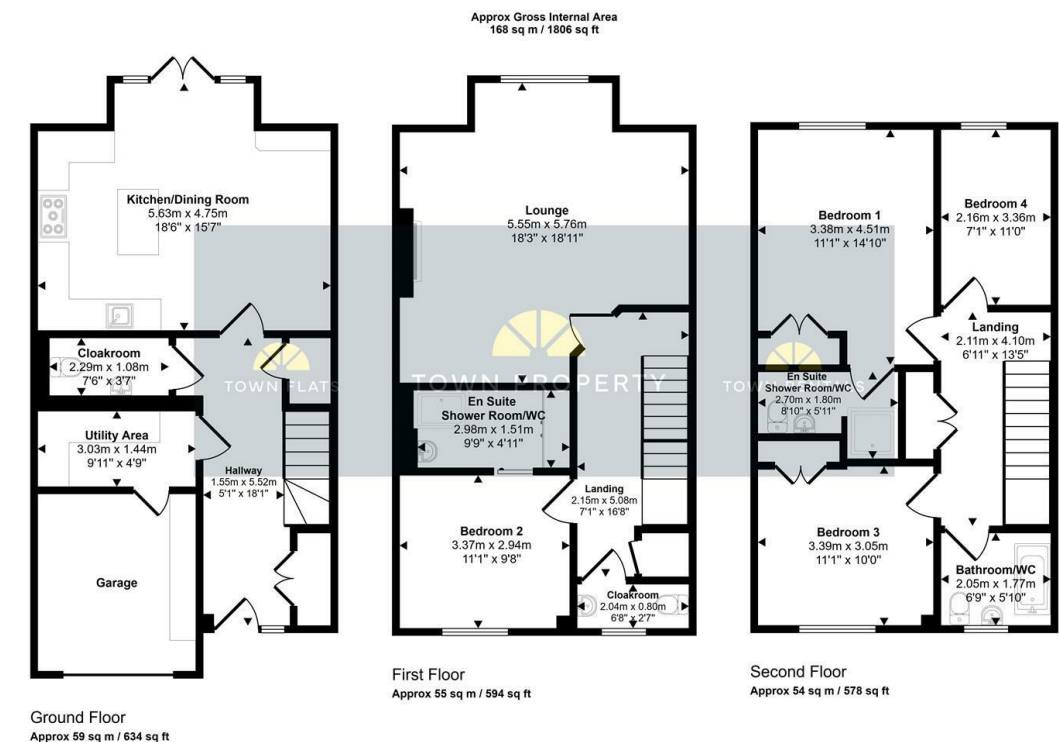 Approx Gross Internal Area
168 sq m / 1806 sq ft
Kitchen/Dining Room
5.63m x 4.75m
18'6" x 15'7"
Cloakroom
2.29m x 1.08m
7'6" x 3'7"
TOWN FLATS
Utility Area
3.03m x 1.44m
9'11" x 4'9"
Hallway
1.55m x 5.52m
5'1" x 18'1"
Garage
Ground Floor
Approx 59 sq m / 634 sq ft
Lounge
5.55m x 5.76m
18'3" x 18'11"
TOWN PROPERTY
En Suite
Shower Room/WC
2.98m x 1.51m
9'9" x 4'11"
Landing
2.15m x 5.08m
7'1" x 16'8"
Bedroom 2
3.37m x 2.94m
11'1" x 9'8"
Cloakroom
2.04m x 0.80m
6'8" x 2'7"
First Floor
Approx 55 sq m / 594 sq ft
Bedroom 1
3.38m x 4.51m
11'1" x 14'10"
Bedroom 4
2.16m x 3.36m
7'1" x 11'0"
Landing
2.11m x 4.10m
6'11" x 13'5"
En Suite
Shower Room/WC
2.70m x 1.80m
8'10" x 5'11"
Bedroom 3
3.39m x 3.05m
11'1" x 10'0"
Bathroom/WC
2.05m x 1.77m
6'9" x 5'10"
Second Floor
Approx 54 sq m / 578 sq ft